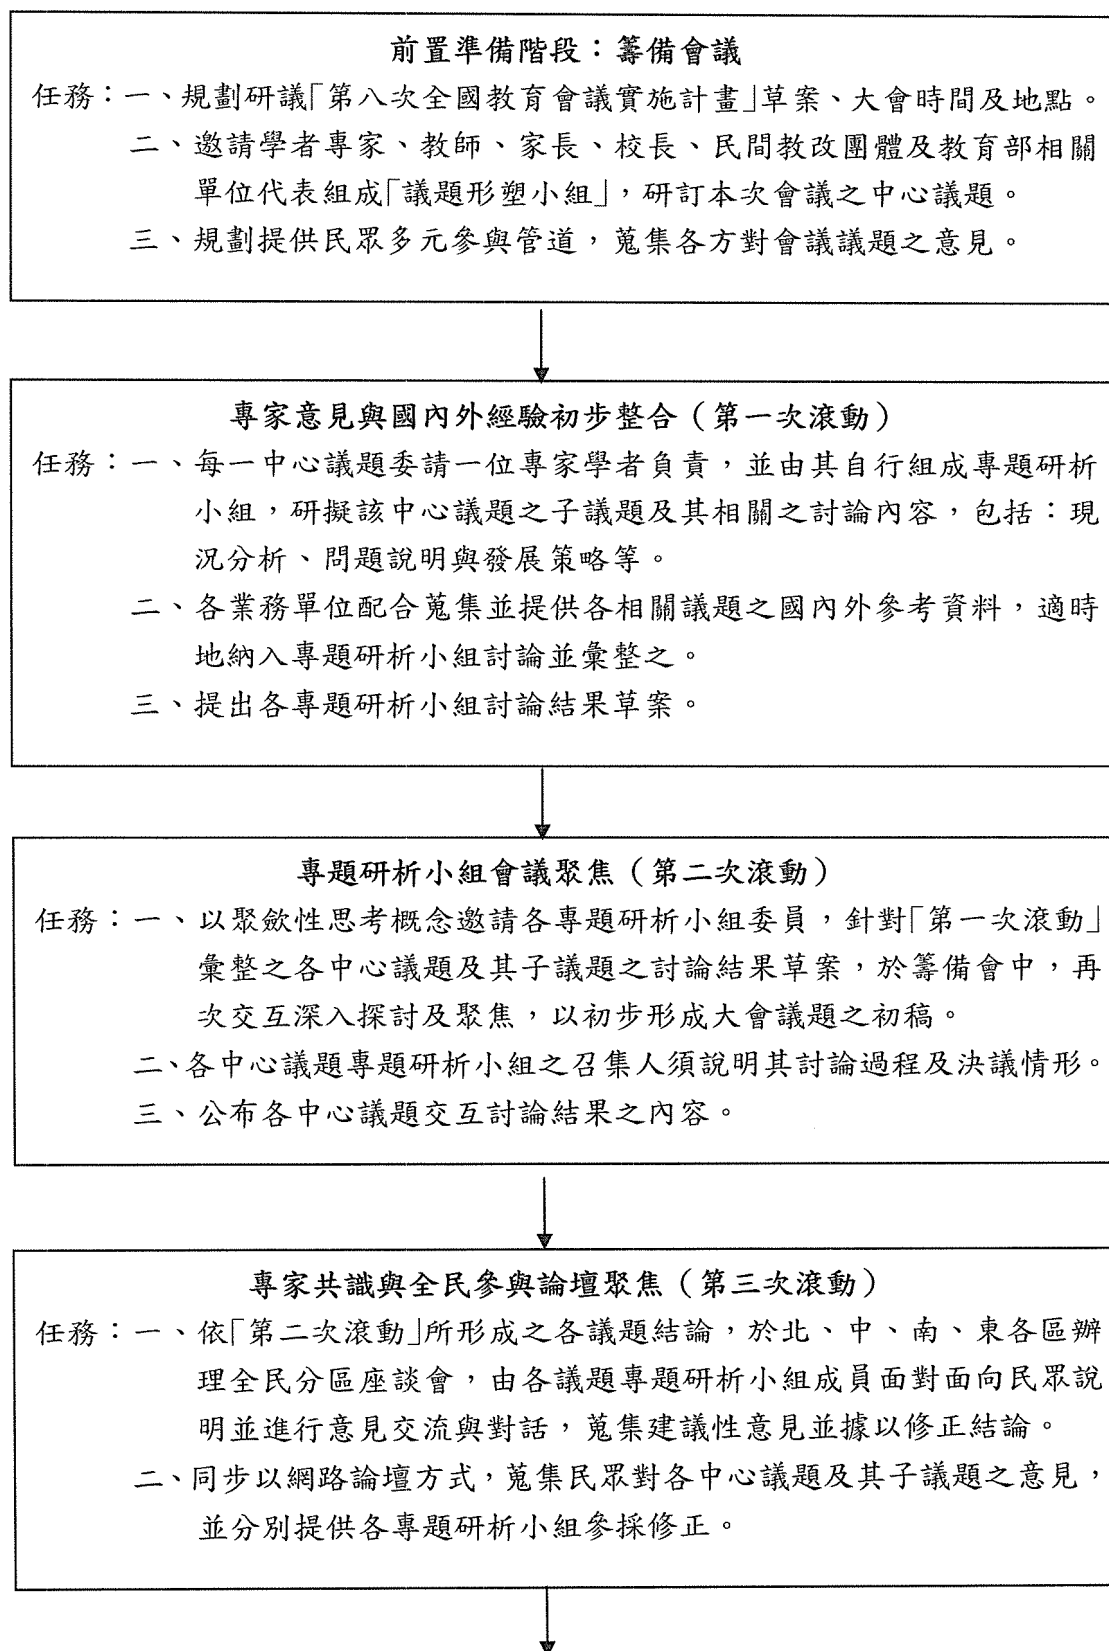 前置準備階段：籌備會議
任務：一、規劃研議「第八次全國教育會議實施計畫」草案、大會時間及地點。
二、邀請學者專家、教師、家長、校長、民間教改團體及教育部相關
單位代表組成「議題形塑小組」，研訂本次會議之中心議題。
三、規劃提供民眾多元參與管道，蒐集各方對會議議題之意見。
專家意見與國內外經驗初步整合（第一次滾動）
任務：一、每一中心議題委請一位專家學者負責，並由其自行組成專題研析
小組，研擬該中心議題之子議題及其相關之討論內容，包括：現
況分析、問題說明與發展策略等。
二、各業務單位配合蒐集並提供各相關議題之國內外參考資料，適時
地納入專題研析小組討論並彙整之。
三、提出各專題研析小組討論結果草案。
專題研析小組會議聚焦（第二次滾動）
任務：一、以聚斂性思考概念邀請各專題研析小組委員，針對「第一次滾動」
彙整之各中心議題及其子議題之討論結果草案，於籌備會中，再
次交互深入探討及聚焦，以初步形成大會議題之初稿。
二、各中心議題專題研析小組之召集人須說明其討論過程及決議情形。
三、公布各中心議題交互討論結果之內容。
專家共識與全民參與論壇聚焦（第三次滾動）
任務：一、依「第二次滾動」所形成之各議題結論，於北、中、南、東各區辦
理全民分區座談會，由各議題專題研析小組成員面對面向民眾說
明並進行意見交流與對話，蒐集建議性意見並據以修正結論。
二、同步以網路論壇方式，蒐集民眾對各中心議題及其子議題之意見，
並分別提供各專題研析小組參採修正。